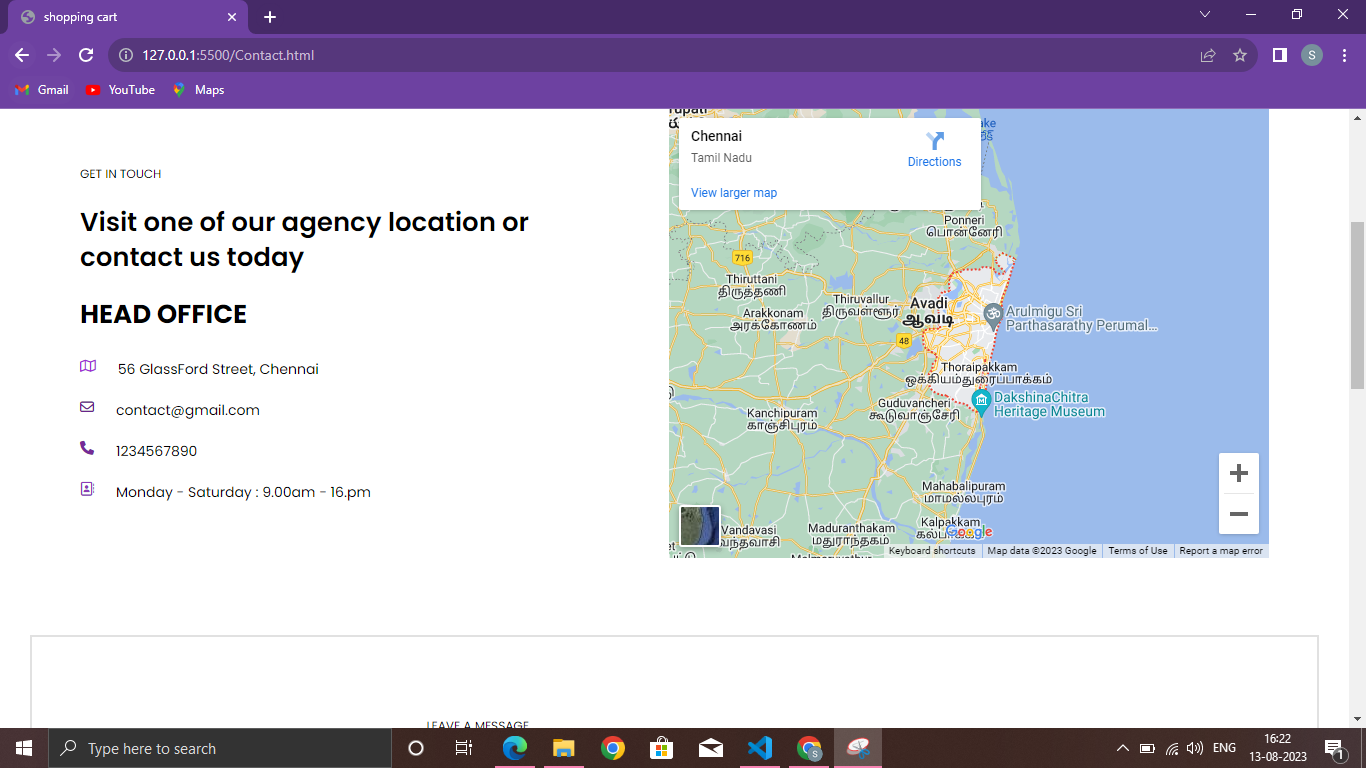 shopping cart
127.0.0.1:5500/Contact.html
S
Gmail
YouTube
Maps
GET IN TOUCH
Visit one of our agency location or
contact us today
HEAD OFFICE
56 GlassFord Street, Chennai
contact@gmail.com
1234567890
Monday - Saturday : 9.00am - 16.pm
Chennai
Tamil Nadu
Directions
View larger map
Ponneri
பொன்னேரி
716
Thiruttani
திருத்தணி
Thiruvallur
திருவள்ளூர்
Avadi
ஆவடி
Arakkonam
அரக்கோணம்
Arulmigu Sri
Parthasarathy Perumal...
48
Thoraipakkam
ஒக்கியம்துரைப்பாக்கம்
DakshinaChitra
Heritage Museum
Guduvancheri
கூடுவாஞ்சேரி
Kanchipuram
காஞ்சிபுரம்
Mahabalipuram
மாமல்லபுரம்
Vandavasi
வந்தவாசி
Maduranthakam
மதுராந்தகம்
Kalpakkam
Google
Keyboard shortcuts
Map data ©2023 Google
Terms of Use
Report a map error
LEAVE A MESSAGE
Type here to search
S
ENG
16:22
13-08-2023
1